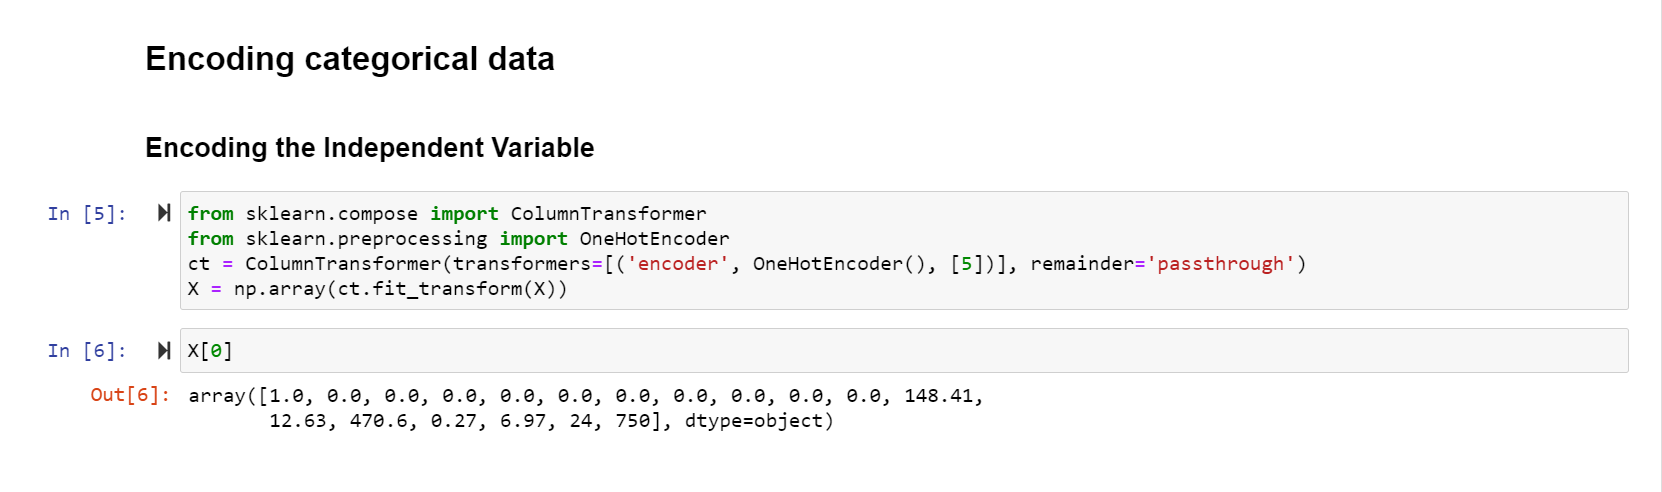 Encoding categorical data
Encoding the Independent Variable
In [5]:
from sklearn.compose import ColumnTransformer
from sklearn.preprocessing import OneHotEncoder
ct = ColumnTransformer(transformers=[('encoder', OneHotEncoder(), [5])], remainder='passthrough')
X = np.array(ct.fit_transform(X))
In [6]:
X[0]
Out[6]:
array([1.0, 0.0, 0.0, 0.0, 0.0, 0.0, 0.0, 0.0, 0.0, 0.0, 0.0, 148.41,
12.63, 470.6, 0.27, 6.97, 24, 750], dtype=object)